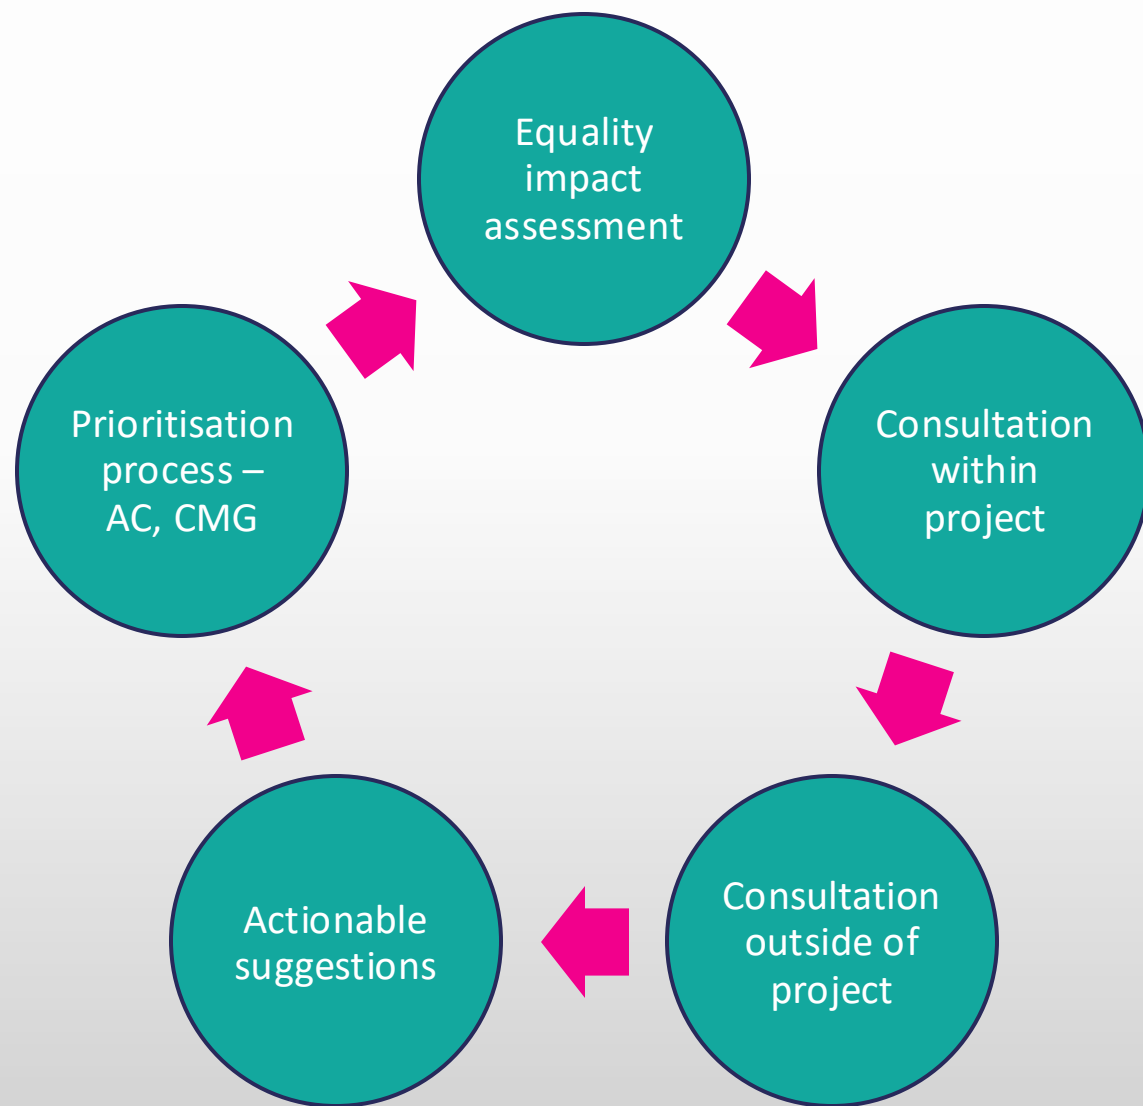 Equality
impact
assessment
Consultation
within
project
Consultation
outside of
project
Actionable
suggestions
Prioritisation
process –
AC, CMG